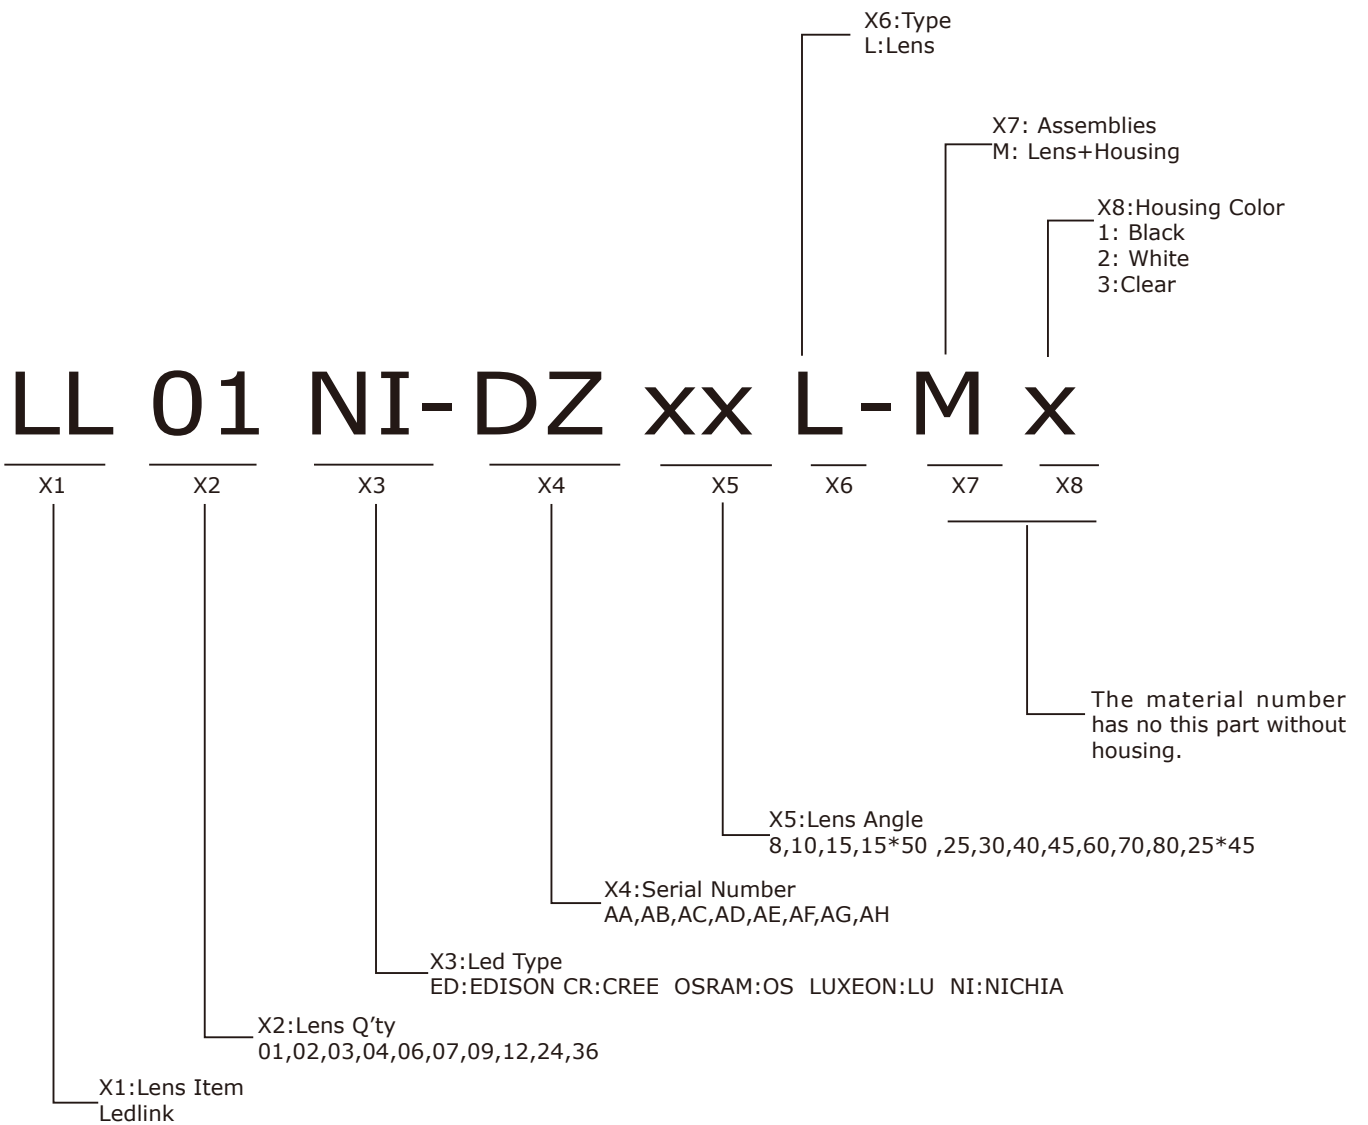 X6:Type
L:Lens
X7: Assemblies
M: Lens+Housing
X8:Housing Color
1: Black
2: White
3:Clear
LL 01 NI-DZ xx L-M x
X1 X2 X3 X4 X5 X6 X7 X8
The material number
has no this part without
housing.
X5:Lens Angle
8,10,15,15*50 ,25,30,40,45,60,70,80,25*45
X4:Serial Number
AA,AB,AC,AD,AE,AF,AG,AH
X3:Led Type
ED:EDISON CR:CREE OSRAM:OS LUXEON:LU NI:NICHIA
X2:Lens Q’ty
01,02,03,04,06,07,09,12,24,36
X1:Lens Item
Ledlink